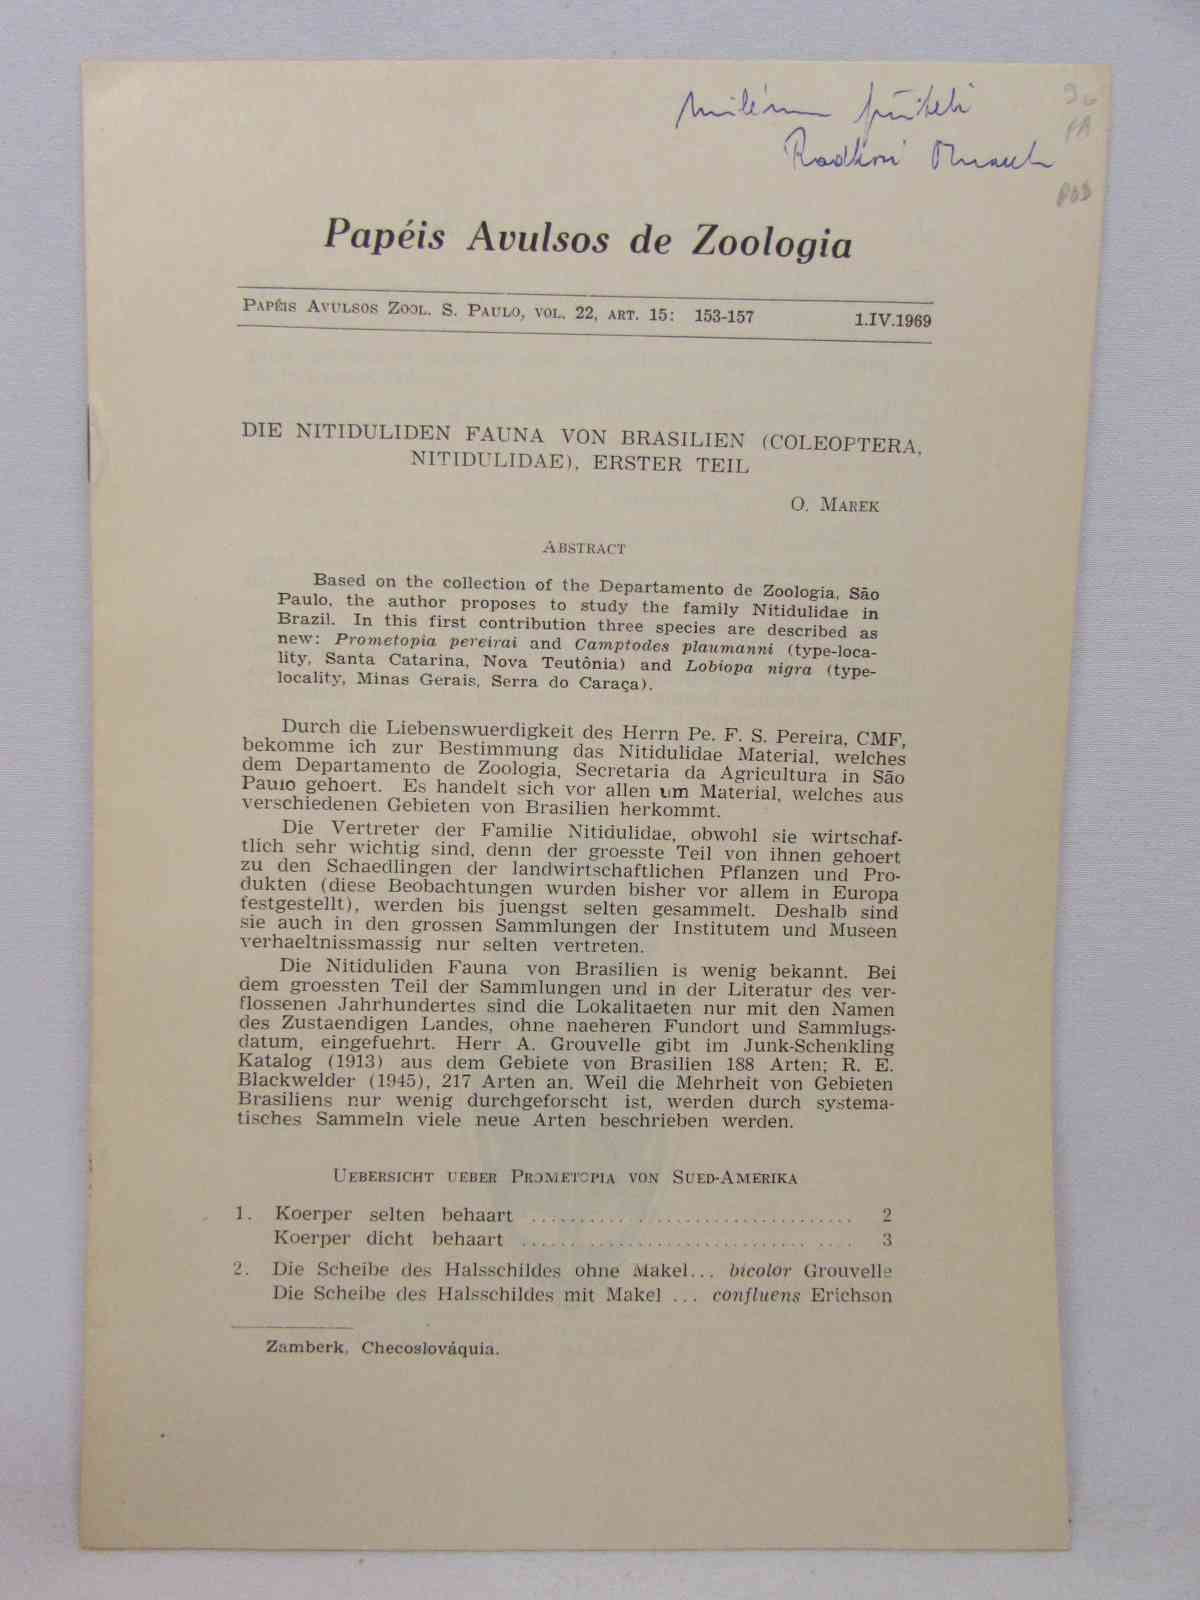 milému příteli
Papéis Avulsos de Zoologia
Papéis Avulsos Zool. S. Paulo, vol. 22, art. 15: 153-157 1.IV.1969
DIE NITIDULIDEN FAUNA VON BRASILIEN (COLEOPTERA,
NITIDULIDAE), ERSTER TEIL
O. Marek
Abstract
Based on the collection of the Departamento de Zoologia, São
Paulo, the author proposes to study the family Nitidulidae in
Brazil. In this first contribution three species are described as
new: Prometopia pereirai and Camptodes plaumanni (type-loca-
lity, Santa Catarina, Nova Teutônia) and Lobiopa nigra (type-
locality, Minas Gerais, Serra do Caraça).
Durch die Liebenswuerdigkeit des Herrn Pe. F. S. Pereira, CMF,
bekomme ich zur Bestimmung das Nitidulidae Material, welches
dem Departamento de Zoologia, Secretaria da Agricultura in São
Paulo gehoert. Es handelt sich vor allen um Material, welches aus
verschiedenen Gebieten von Brasilien herkommt.
Die Vertreter der Familie Nitidulidae, obwohl sie wirtschaf-
tlich sehr wichtig sind, denn der groesste Teil von ihnen gehoert
zu den Schaedlingen der landwirtschaftlichen Pflanzen und Pro-
dukten (diese Beobachtungen wurden bisher vor allem in Europa
festgestellt), werden bis juengst selten gesammelt. Deshalb sind
sie auch in den grossen Sammlungen der Institutem und Museen
verhaeltnissmassig nur selten vertreten.
Die Nitiduliden Fauna von Brasilien is wenig bekannt. Bei
dem groessten Teil der Sammlungen und in der Literatur des ver-
flossenen Jahrhundertes sind die Lokalitaeten nur mit den Namen
des Zustaendigen Landes, ohne naeheren Fundort und Sammlugs-
datum, eingefuehrt. Herr A. Grouvelle gibt im Junk-Schenkling
Katalog (1913) aus dem Gebiete von Brasilien 188 Arten; R. E.
Blackwelder (1945), 217 Arten an. Weil die Mehrheit von Gebieten
Brasiliens nur wenig durchgeforscht ist, werden durch systema-
tisches Sammeln viele neue Arten beschrieben werden.
Uebersicht ueber Prometopia von Sued-Amerika
1. Koerper selten behaart .................................. 2
Koerper dicht behaart .................................. 3
2. Die Scheibe des Halsschildes ohne Makel... bicolor Grouvelle
Die Scheibe des Halsschildes mit Makel ... confluens Erichson
Zamberk, Checoslováquia.